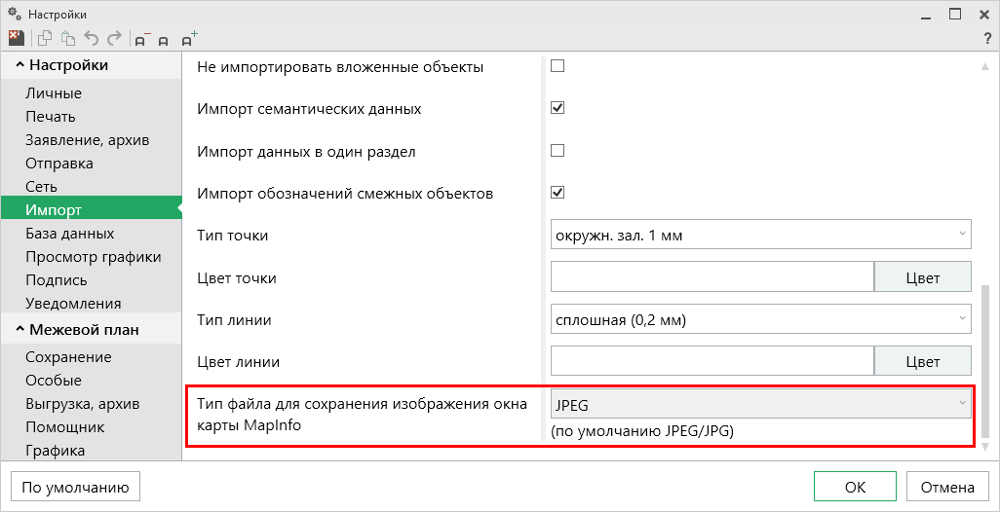 Настройки
?
Настройки
Личные
Печать
Заявление, архив
Отправка
Сеть
Импорт
База данных
Просмотр графики
Подпись
Уведомления
Межевой план
Сохранение
Особые
Выгрузка, архив
Помощник
Графика
Не импортировать вложенные объекты
Импорт семантических данных
Импорт данных в один раздел
Импорт обозначений смежных объектов
Тип точки
окружн. зал. 1 мм
Цвет точки
Цвет
Тип линии
сплошная (0,2 мм)
Цвет линии
Цвет
Тип файла для сохранения изображения окна
карты MapInfo
JPEG
(по умолчанию JPEG/JPG)
По умолчанию
ОК
Отмена